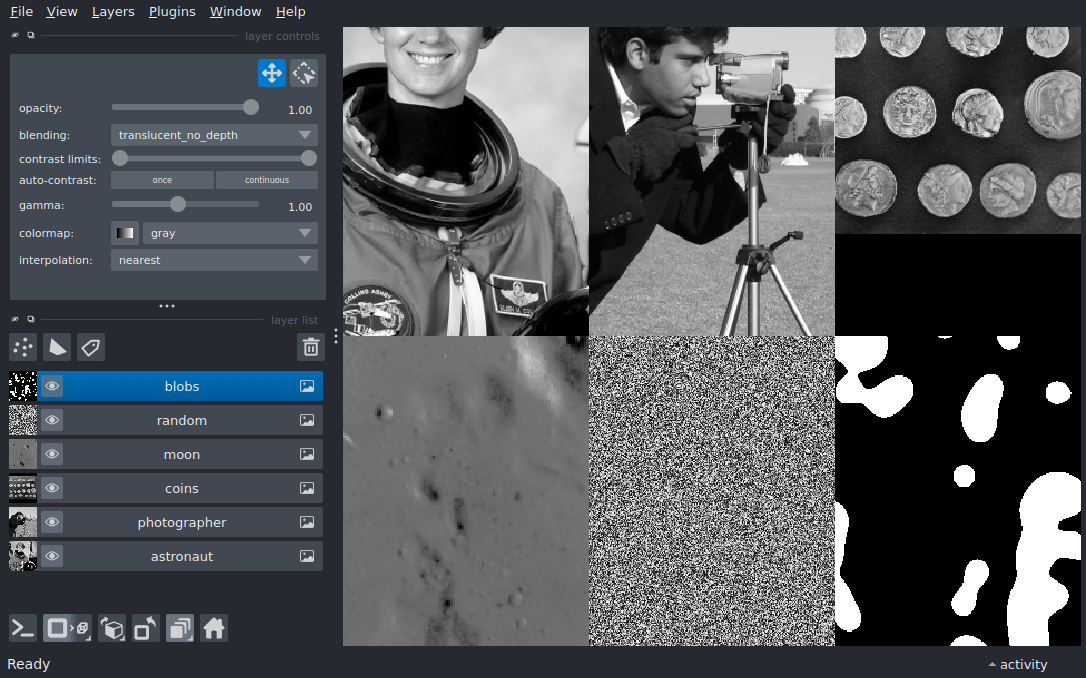 File View Layers Plugins Window Help
layer controls
opacity: 1.00
blending: translucent_no_depth
contrast limits:
auto-contrast: once continuous
gamma: 1.00
colormap: gray
interpolation: nearest
layer list
blobs
random
moon
coins
photographer
astronaut
COLLINS
Ready
activity